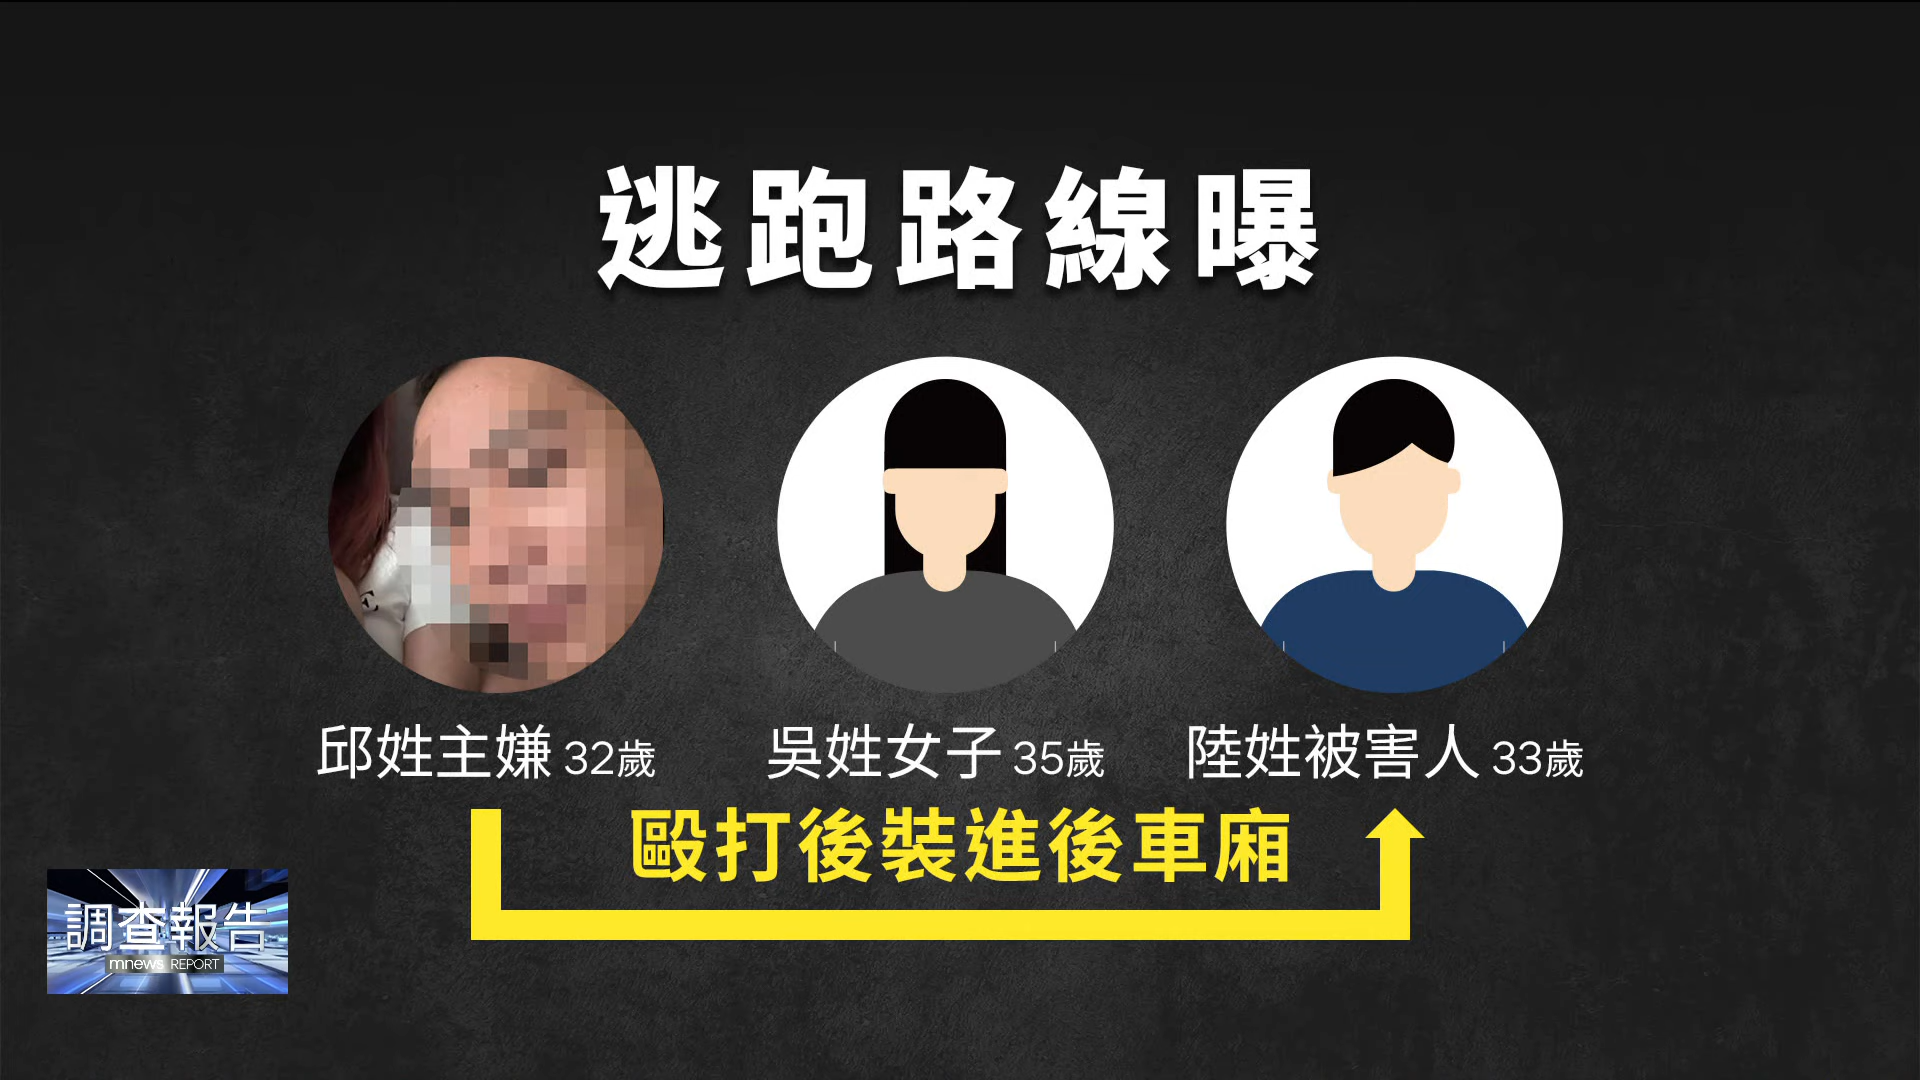 逃跑路線曝
邱姓主嫌 32歲
吳姓女子 35歲
陸姓被害人 33歲
毆打後裝進後車廂
調查報告
mnews REPORT